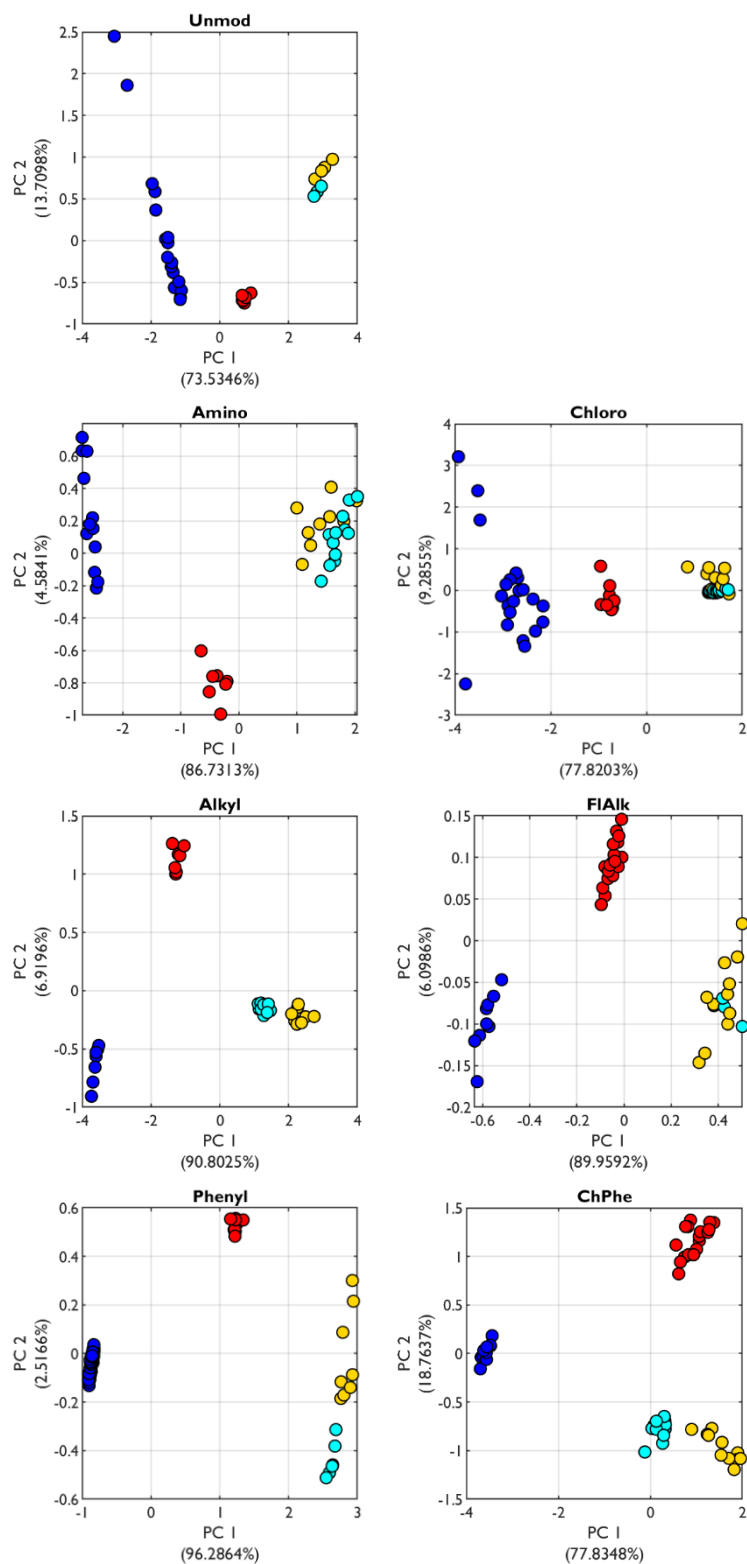 Unmod
2.5
2
1.5
1
0.5
0
-0.5
-1
PC 2
(13.7098%)
-4 -2 0 2 4
PC 1
(73.5346%)
Amino
0.6
0.4
0.2
0
-0.2
-0.4
-0.6
-0.8
-1
PC 2
(4.5841%)
-2 -1 0 1 2
PC 1
(86.7313%)
Chloro
4
3
2
1
0
-1
-2
-3
PC 2
(9.2855%)
-4 -2 0 2
PC 1
(77.8203%)
Alkyl
1.5
1
0.5
0
-0.5
-1
PC 2
(6.9196%)
-4 -2 0 2 4
PC 1
(90.8025%)
FlAlk
0.15
0.1
0.05
0
-0.05
-0.1
-0.15
-0.2
PC 2
(6.0986%)
-0.6 -0.4 -0.2 0 0.2 0.4
PC 1
(89.9592%)
Phenyl
0.6
0.4
0.2
0
-0.2
-0.4
-0.6
PC 2
(2.5166%)
-1 0 1 2 3
PC 1
(96.2864%)
ChPhe
1.5
1
0.5
0
-0.5
-1
-1.5
PC 2
(18.7637%)
-4 -2 0 2
PC 1
(77.8348%)